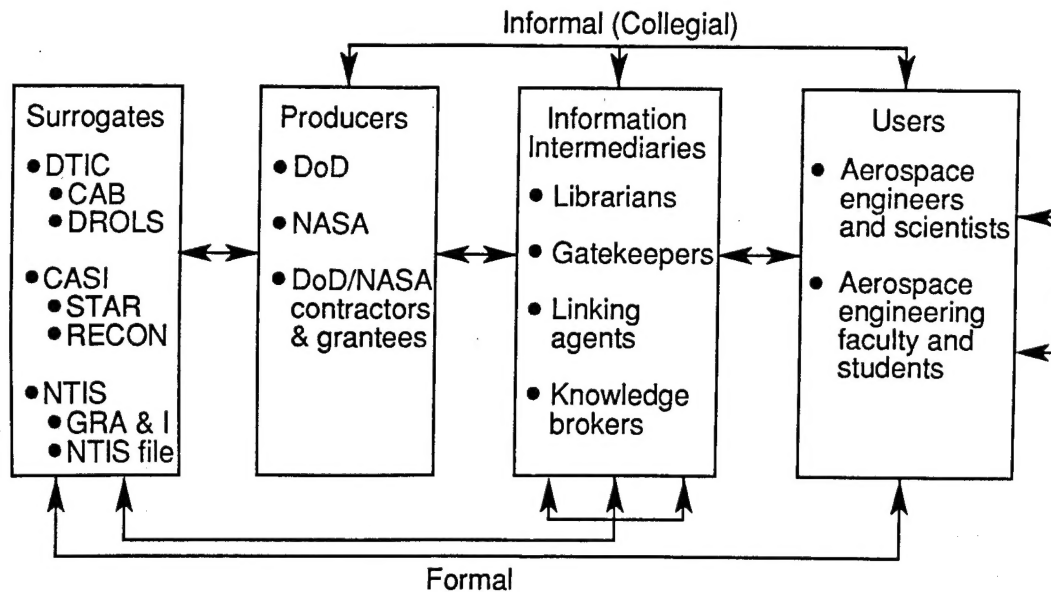 Informal (Collegial)
Surrogates
● DTIC
● CAB
● DROLS
● CASI
● STAR
● RECON
● NTIS
● GRA & I
● NTIS file
Producers
● DoD
● NASA
● DoD/NASA
contractors
& grantees
Information
Intermediaries
● Librarians
● Gatekeepers
● Linking
agents
● Knowledge
brokers
Users
● Aerospace
engineers
and scientists
● Aerospace
engineering
faculty and
students
Formal